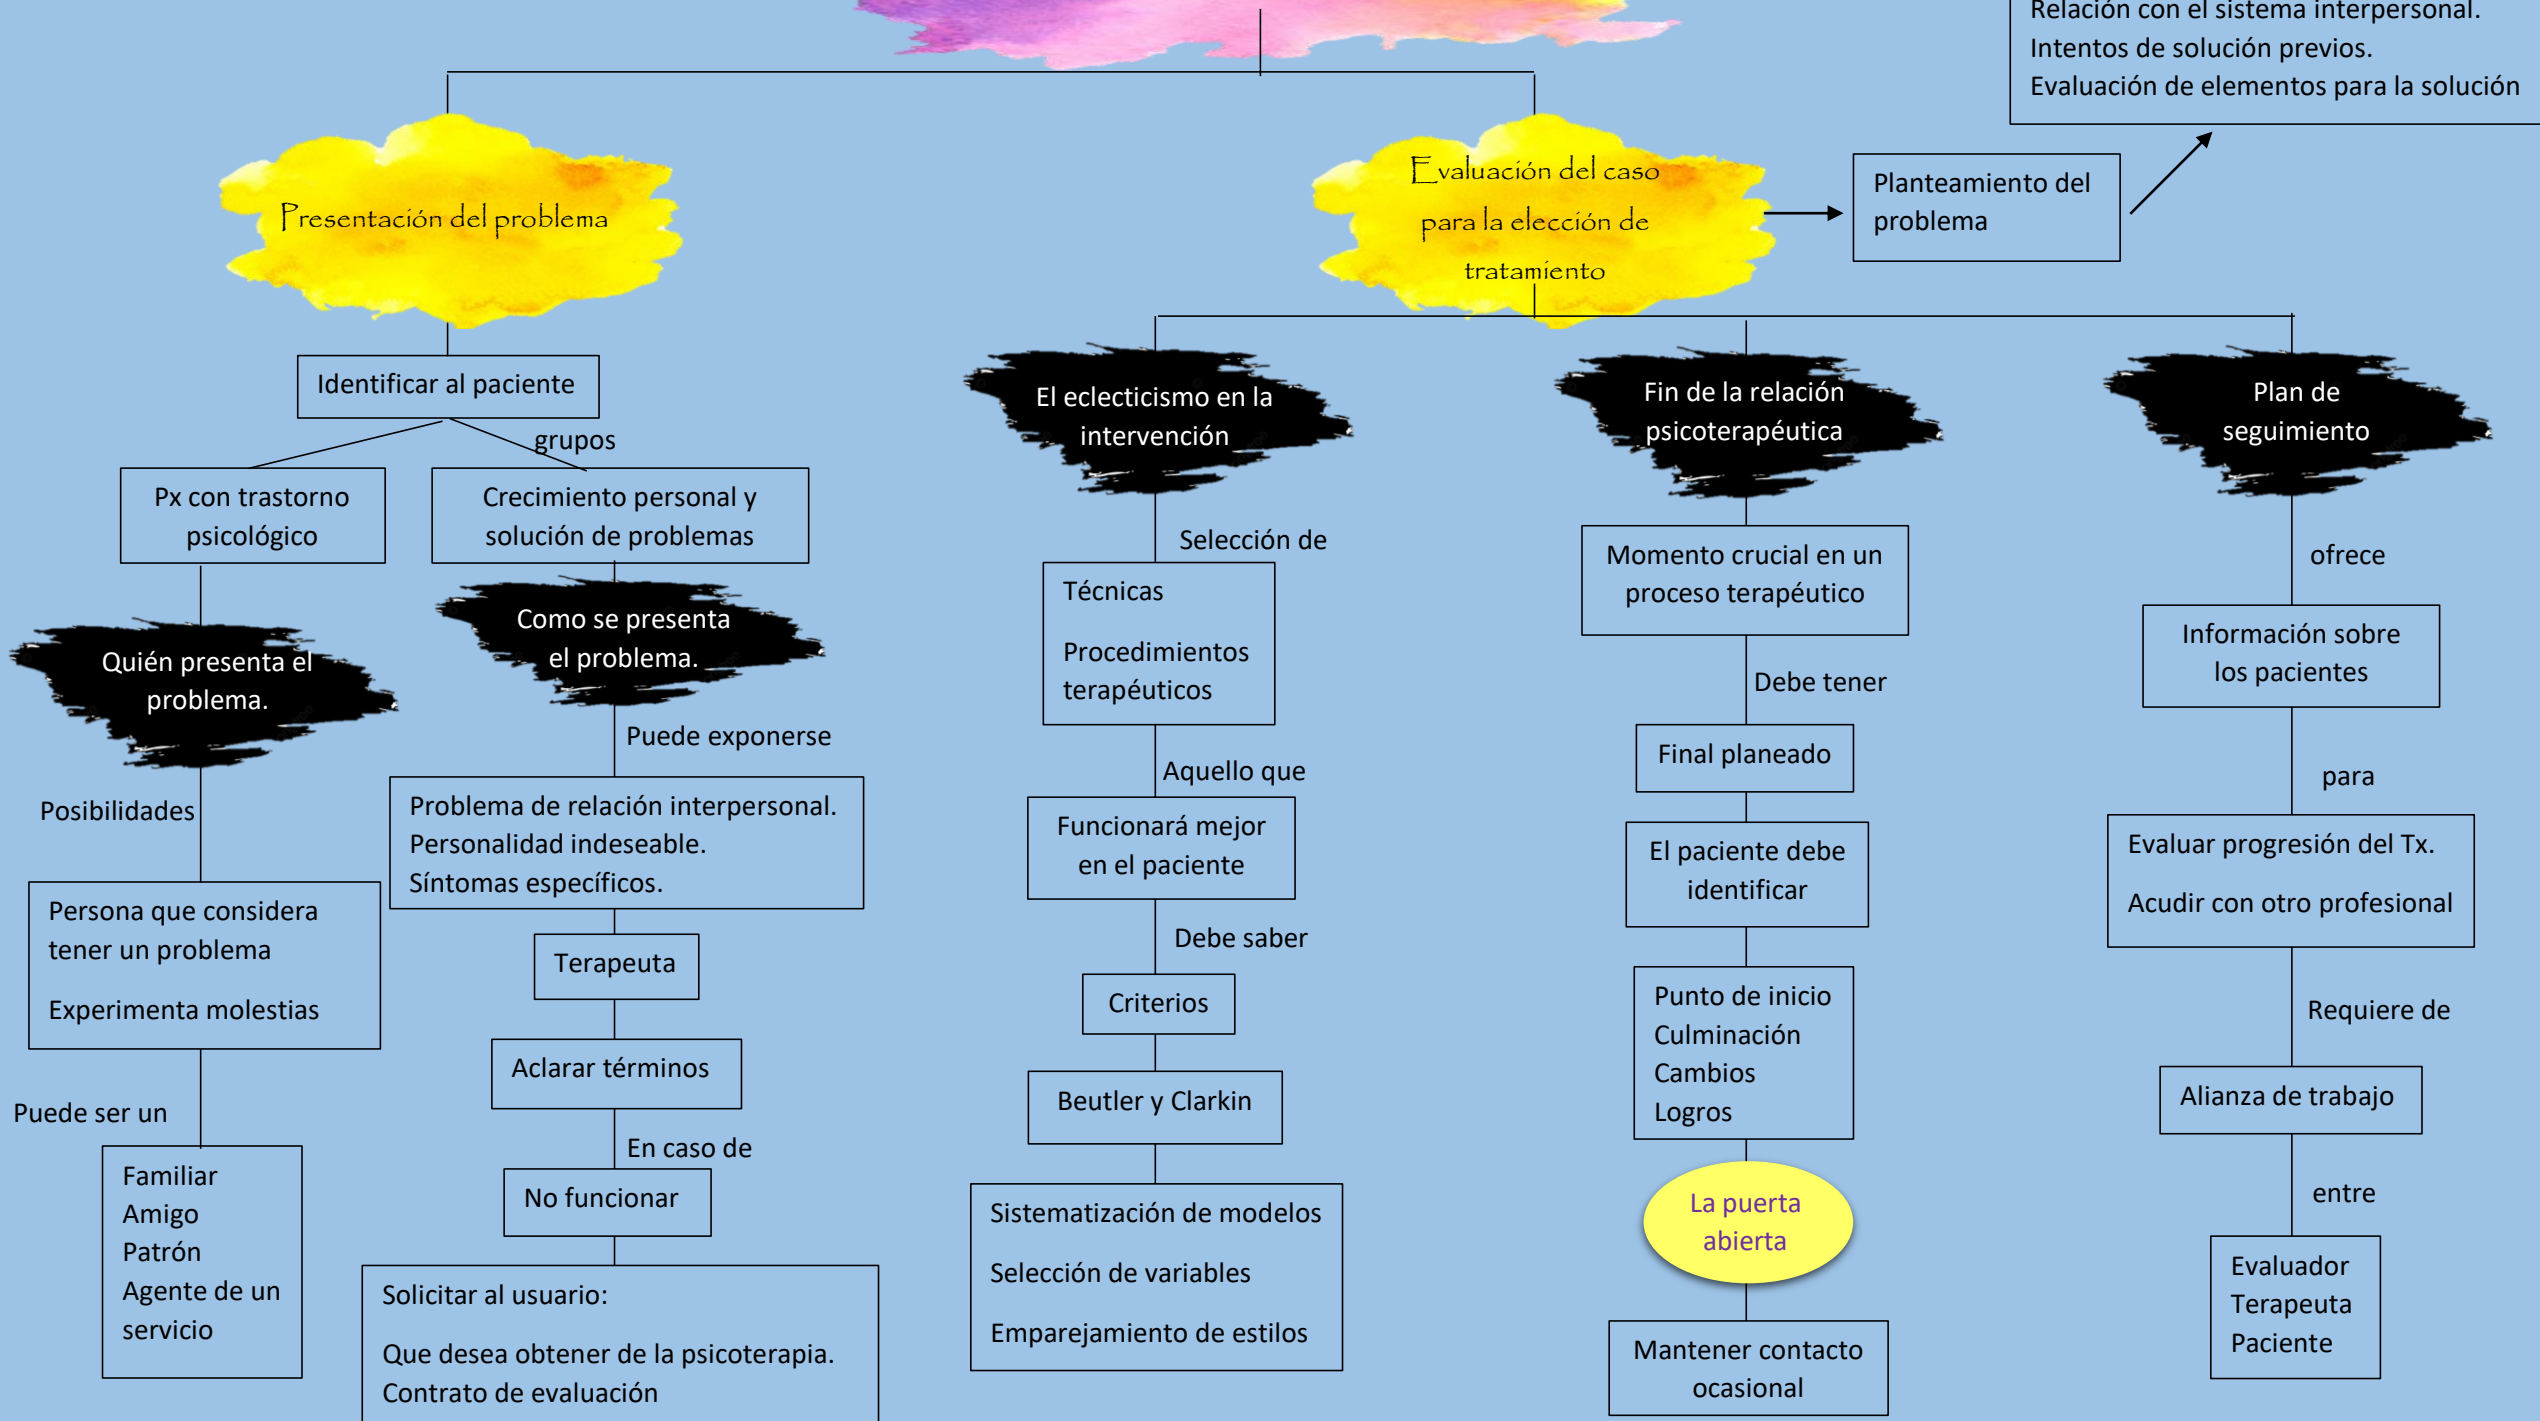 Relación con el sistema interpersonal.
Intentos de solución previos.
Evaluación de elementos para la solución
Presentación del problema
Evaluación del caso
para la elección de
tratamiento
Planteamiento del
problema
Identificar al paciente
grupos
Px con trastorno
psicológico
Crecimiento personal y
solución de problemas
Quién presenta el
problema.
Posibilidades
Persona que considera
tener un problema
Experimenta molestias
Puede ser un
Familiar
Amigo
Patrón
Agente de un
servicio
Como se presenta
el problema.
Puede exponerse
Problema de relación interpersonal.
Personalidad indeseable.
Síntomas específicos.
Terapeuta
Aclarar términos
En caso de
No funcionar
Solicitar al usuario:
Que desea obtener de la psicoterapia.
Contrato de evaluación
El eclecticismo en la
intervención
Selección de
Técnicas
Procedimientos
terapéuticos
Aquello que
Funcionará mejor
en el paciente
Debe saber
Criterios
Beutler y Clarkin
Sistematización de modelos
Selección de variables
Emparejamiento de estilos
Fin de la relación
psicoterapéutica
Momento crucial en un
proceso terapéutico
Debe tener
Final planeado
El paciente debe
identificar
Punto de inicio
Culminación
Cambios
Logros
La puerta
abierta
Mantener contacto
ocasional
Plan de
seguimiento
ofrece
Información sobre
los pacientes
para
Evaluar progresión del Tx.
Acudir con otro profesional
Requiere de
Alianza de trabajo
entre
Evaluador
Terapeuta
Paciente